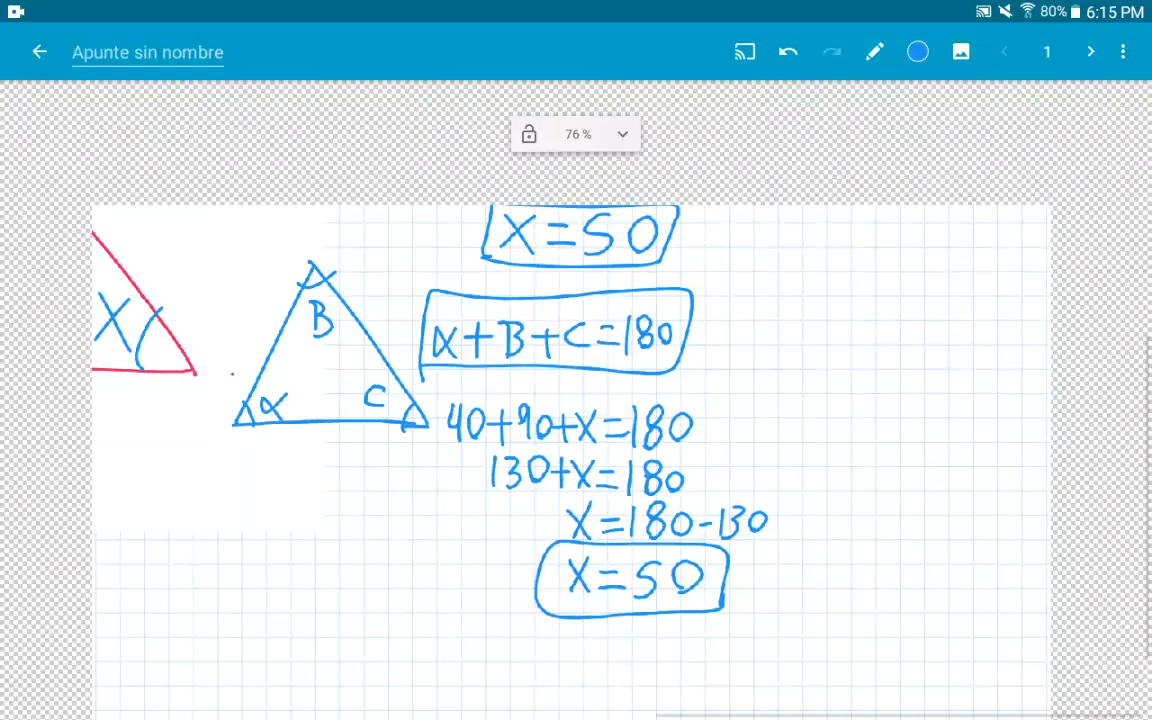 80% 6:15 PM
Apunte sin nombre
1
76 %
X=50
X
B
α
C
α+B+C=180
40+90+X=180
130+X=180
X=180-130
X=50